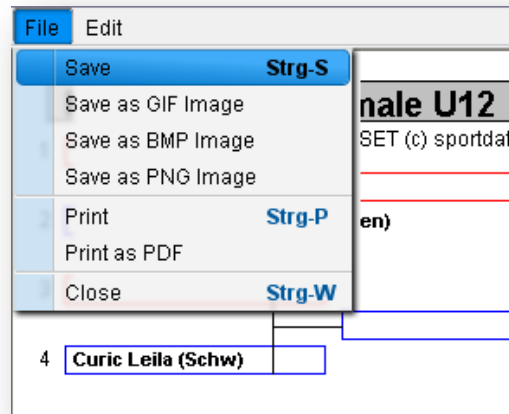 File Edit
Save Strg-S
Save as GIF Image
Save as BMP Image
Save as PNG Image
Print Strg-P
Print as PDF
Close Strg-W
male U12
SET (c) sportdat
en)
4 Curic Leila (Schw)